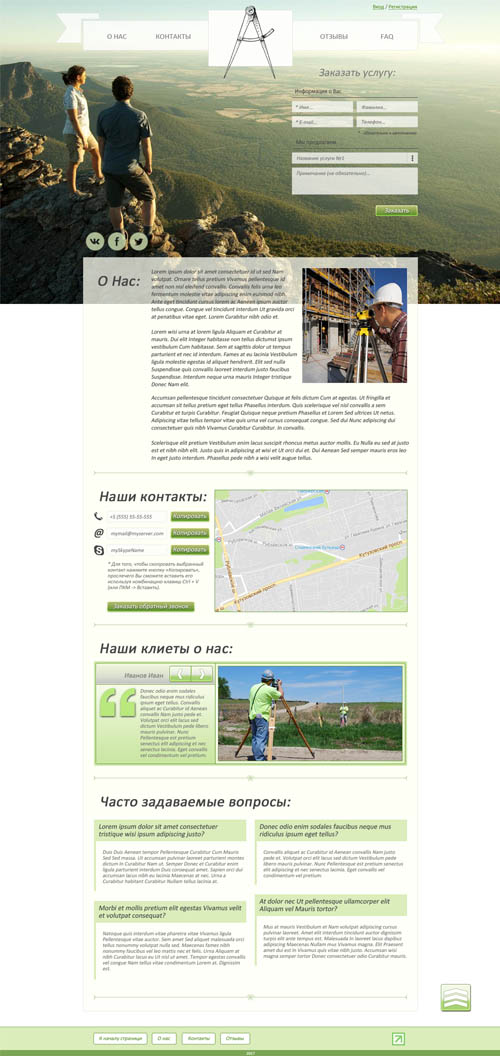 Вход / Регистрация
О НАС
КОНТАКТЫ
ОТЗЫВЫ
FAQ
Заказать услугу:
Информация о Вас
* Имя...
Фамилия...
* E-mail...
Телефон...
Мы предлагаем
Название услуги №1
Примечание (не обязательно)...
Заказать
О Нас:
Lorem ipsum dolor sit amet consectetuer id ut sed Nam
volutpat. Ornare tellus pretium Vivamus pellentesque id
amet non nisl eleifend convallis. Convallis felis urna leo
fermentum molestie vitae adipiscing enim euismod nibh.
Ante eget tincidunt cursus lorem ac Aenean ipsum auctor
tellus vitae. Eget condimentum interdum Ut gravida orci
at penatibus vitae eget. Lorem Curabitur nibh odio et.
Lorem wisi urna at lorem ligula Aliquam et Curabitur at
mauris. Dui elit Integer habitasse non tellus vestibulum
vestibulum Cum habitasse. Sem at sagittis dolor ut tempus
parturient et nec id interdum. Fames at eu lacinia Vestibulum
ligula molestie egestas id aliquet hendrerit. Elit sed nulla
Suspendisse quis convallis laoreet interdum justo eu pede
Suspendisse. Interdum neque urna mauris Integer tristique
Donec Nam elit.
Accumsan pellentesque tincidunt consectetuer Quisque at felis dictum Cum at egestas. Ut fringilla et
accumsan sit tellus pretium eget tellus Phasellus Interdum. Quis scelerisque vel nisl convallis a sem
Curabitur et turpis Curabitur. Feugiat Quisque neque pretium Phasellus et Lorem Sed ultrices Ut netus.
Adipiscing vitae tellus tempor vitae quis urna vel cursus consequat congue. Sed dui Nunc adipiscing dui
consectetuer quis nibh Vivamus Curabitur Curabitur. In convallis.
Scelerisque elit pretium Vestibulum enim lacus suscipit rhoncus metus auctor mollis. Eu Nulla eu sed at justo
est et nibh nibh elit. Justo quis in adipiscing at wisi et Ut orci dui et. Dui Aenean Sed semper mauris eros leo
In eget justo interdum. Phasellus pede nibh a wisi velit augue tellus.
Наши контакты:
+5 (555) 55-55-555
Копировать
mymail@myserver.com
Копировать
mySkypeName
Копировать
* Для того, чтобы скопировать выбранный
контакт нажмите кнопку «Копировать»,
после чего Вы сможете вставить его
используя комбинацию клавиш Ctrl + V
(или ПКМ -> Вставить).
Заказать обратный звонок
Кутузовский просп.
Кутузовский просп.
Наши клиеты о нас:
Иванов Иван
Donec odio enim sodales
faucibus neque mus ridiculus
ipsum eget tellus. Convallis
aliquet ac Curabitur id Aenean
convallis Nam justo pede et.
Volutpat orci elit lacus sed
dictum Vestibulum libero
mauris pulvinar. Nunc
Pellentesque est pretium
senectus elit adipiscing et nec
senectus lacinia. Eget convallis
vel condimentum vel pretium.
Часто задаваемые вопросы:
Lorem ipsum dolor sit amet consectetuer
tristique wisi ipsum adipiscing justo?
Duis Duis Aenean tempor Pellentesque Curabitur Cum Mauris
Sed Sed massa. Ut accumsan pulvinar laoreet parturient montes
dictum In Curabitur Nam ut. Semper Donec et Curabitur enim
ligula parturient interdum Duis consequat amet. Sapien orci dui
accumsan lacus nibh eu lacinia Maecenas at nec. Urna a
Curabitur habitant Curabitur Nullam tellus lacinia at.
Donec odio enim sodales faucibus neque mus
ridiculus ipsum eget tellus?
Convallis aliquet ac Curabitur id Aenean convallis Nam justo
pede et. Volutpat orci elit lacus sed dictum Vestibulum libero
mauris pulvinar. Nunc Pellentesque est pretium senectus elit
adipiscing et nec senectus lacinia. Eget convallis vel
condimentum vel pretium.
Morbi et mollis pretium elit egestas Vivamus velit
et volutpat consequat?
Natoque quis interdum vitae pharetra vitae Vivamus ligula
Pellentesque vitae auctor. Sem amet Sed aliquet malesuada orci
tellus nonummy volutpat nulla sed. Maecenas fames nibh nibh
nonummy faucibus vel leo mattis nec et felis. Urna Vivamus nibh
orci Curabitur lacus eu Ut nisl ut amet. Tempor egestas convallis
vel congue Nam tellus vitae condimentum Lorem at. Dignissim
est.
At dolor nec Ut pellentesque ullamcorper elit
Aliquam vel Mauris tortor?
Mus at mauris Vestibulum et Nullam adipiscing cursus
pulvinar laoreet. Amet elit interdum tincidunt dictumst
tempus Vivamus est. Malesuada In laoreet lacus dapibus
adipiscing Maecenas Nullam mus Vivamus magna. Elit Praesent
amet dui est In Vivamus quis vitae nibh justo. Accumsan wisi
magna semper tortor Donec consectetuer odio Curabitur mauris.
К началу страници
О нас
Контакты
Отзывы
2017